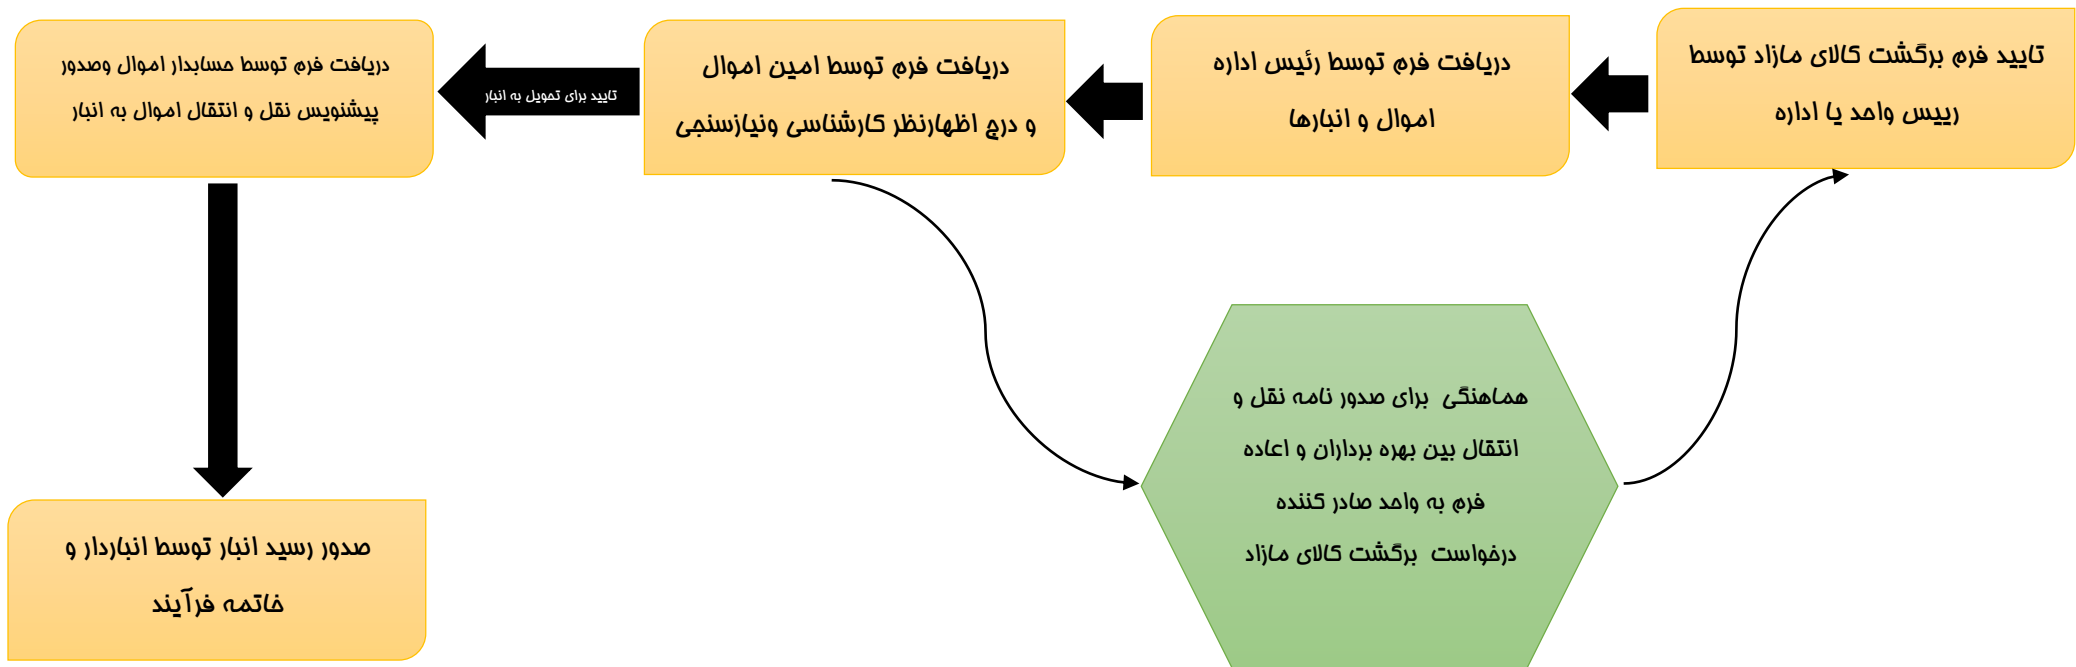 تایید فرم برگشت کالای مازاد توسط
رییس واحد یا اداره
دریافت فرم توسط رئیس اداره
اموال و انبارها
دریافت فرم توسط امین اموال
و درج اظهارنظر کارشناسی ونیازسنجی
تایید برای تحویل به انبار
دریافت فرم توسط حسابدار اموال وصدور
پیشنویس نقل و انتقال اموال به انبار
صدور رسید انبار توسط انباردار و
خاتمه فرآیند
هماهنگی برای صدور نامه نقل و
انتقال بین بهره برداران و اعاده
فرم به واحد صادر کننده
درخواست برگشت کالای مازاد